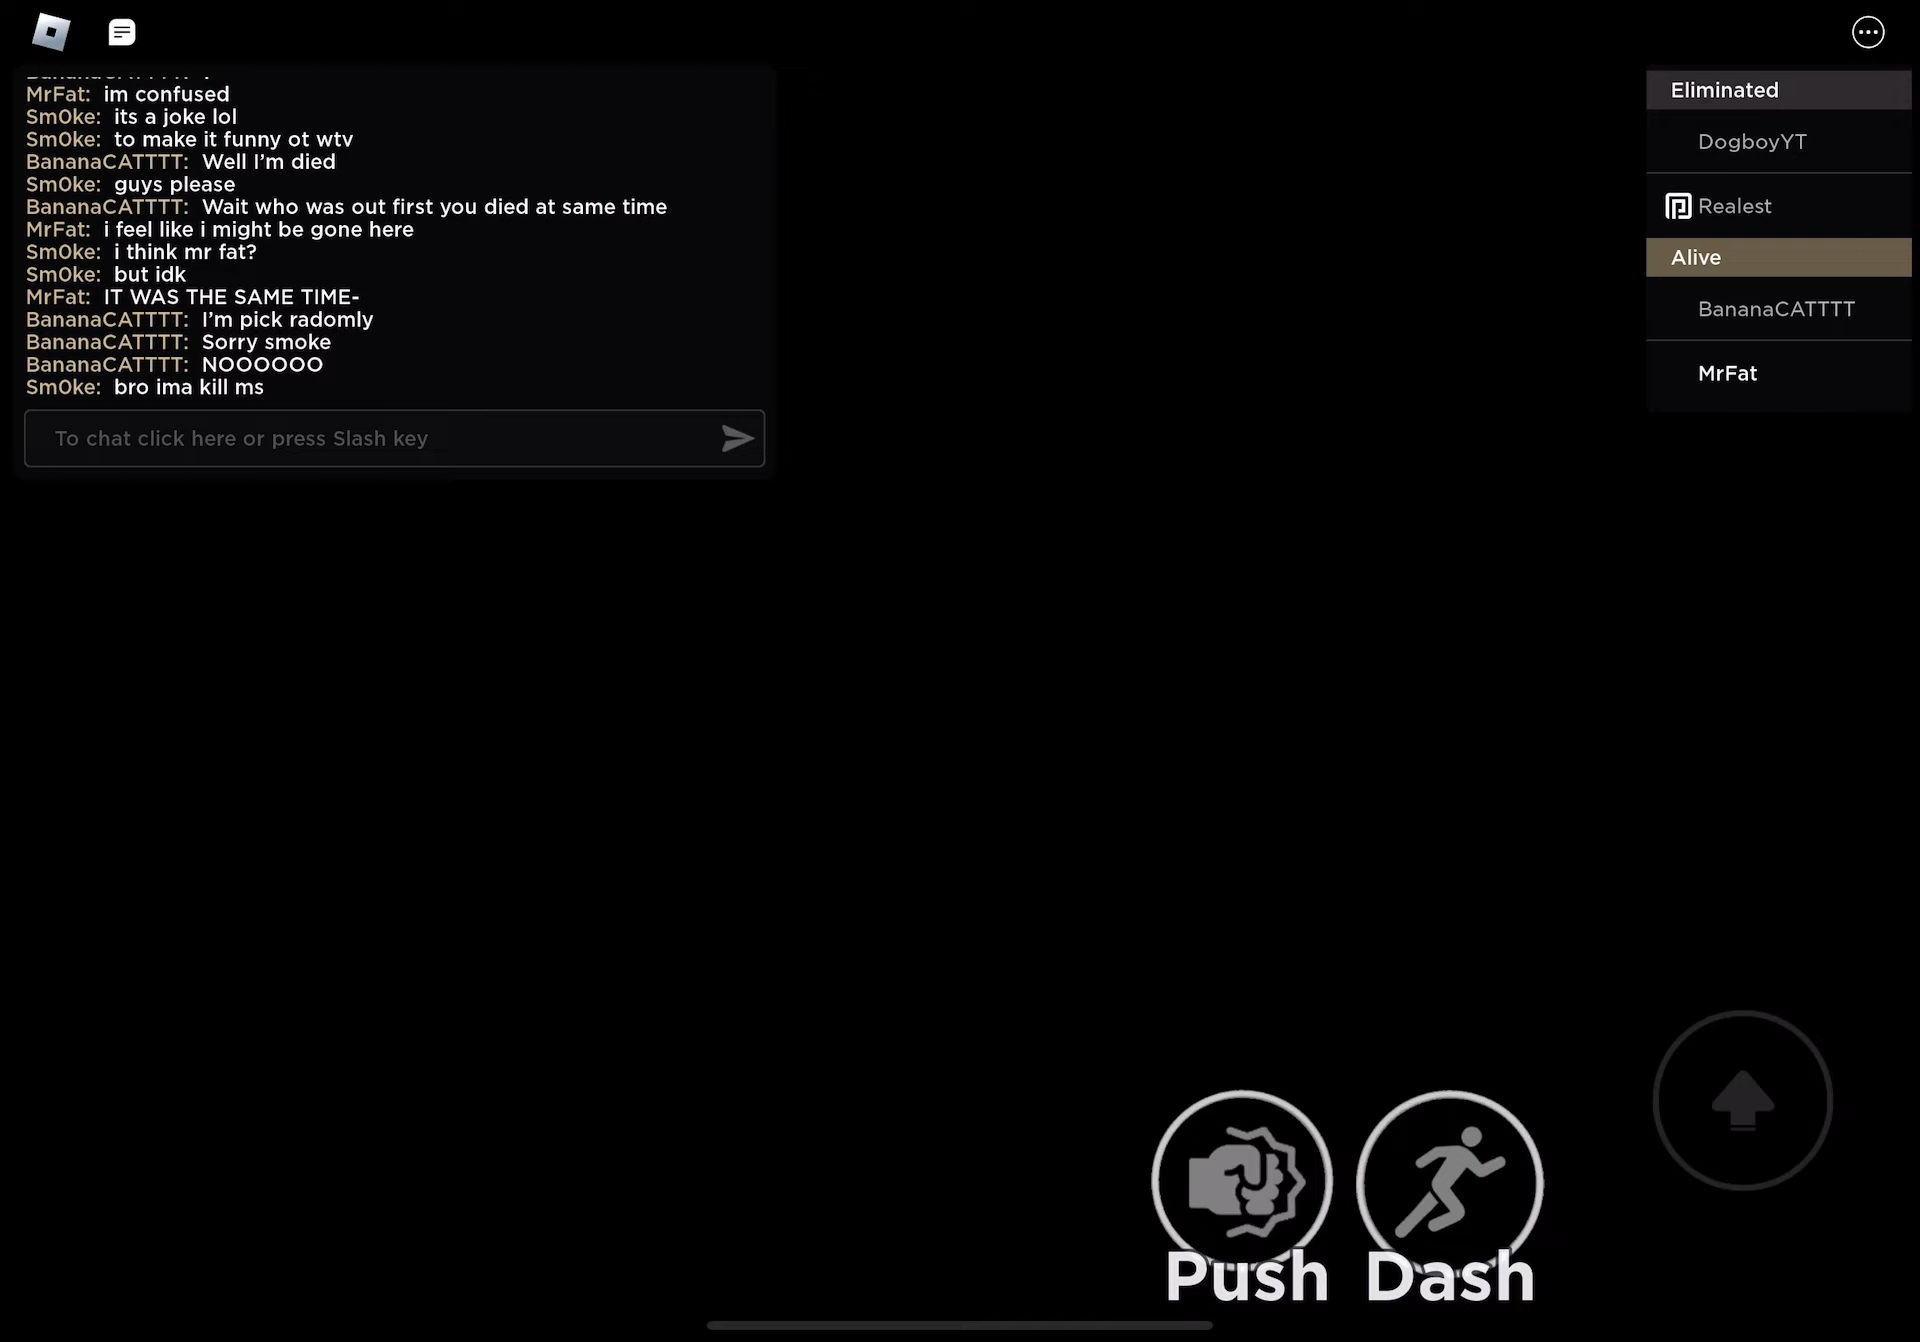 MrFat: im confused
Sm0ke: its a joke lol
Sm0ke: to make it funny ot wtv
BananaCATTTT: Well I'm died
Sm0ke: guys please
BananaCATTTT: Wait who was out first you died at same time
MrFat: i feel like i might be gone here
Sm0ke: i think mr fat?
Sm0ke: but idk
MrFat: IT WAS THE SAME TIME-
BananaCATTTT: I'm pick radomly
BananaCATTTT: Sorry smoke
BananaCATTTT: NOOOOOO
Sm0ke: bro ima kill ms
To chat click here or press Slash key
Eliminated
DogboyYT
Realest
Alive
BananaCATTTT
MrFat
Push Dash